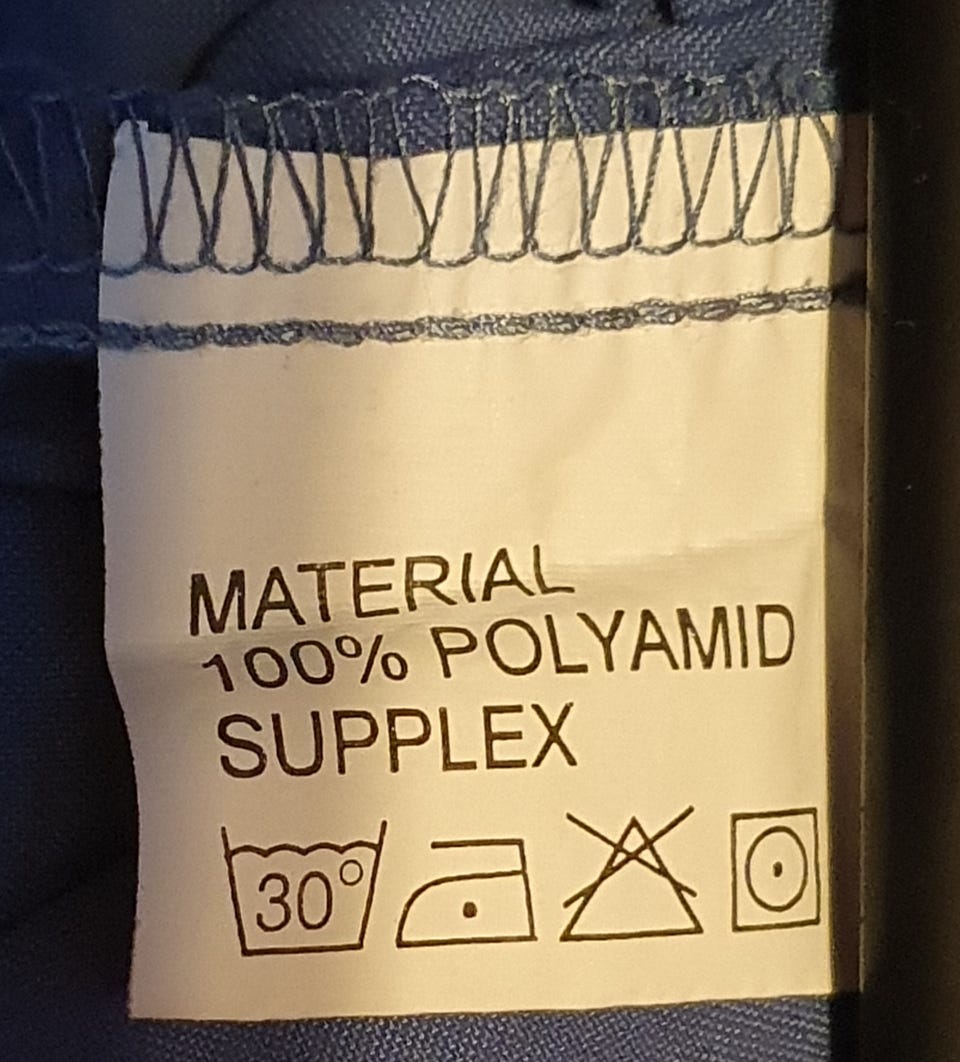 MATERIAL
100% POLYAMID
SUPPLEX
30°